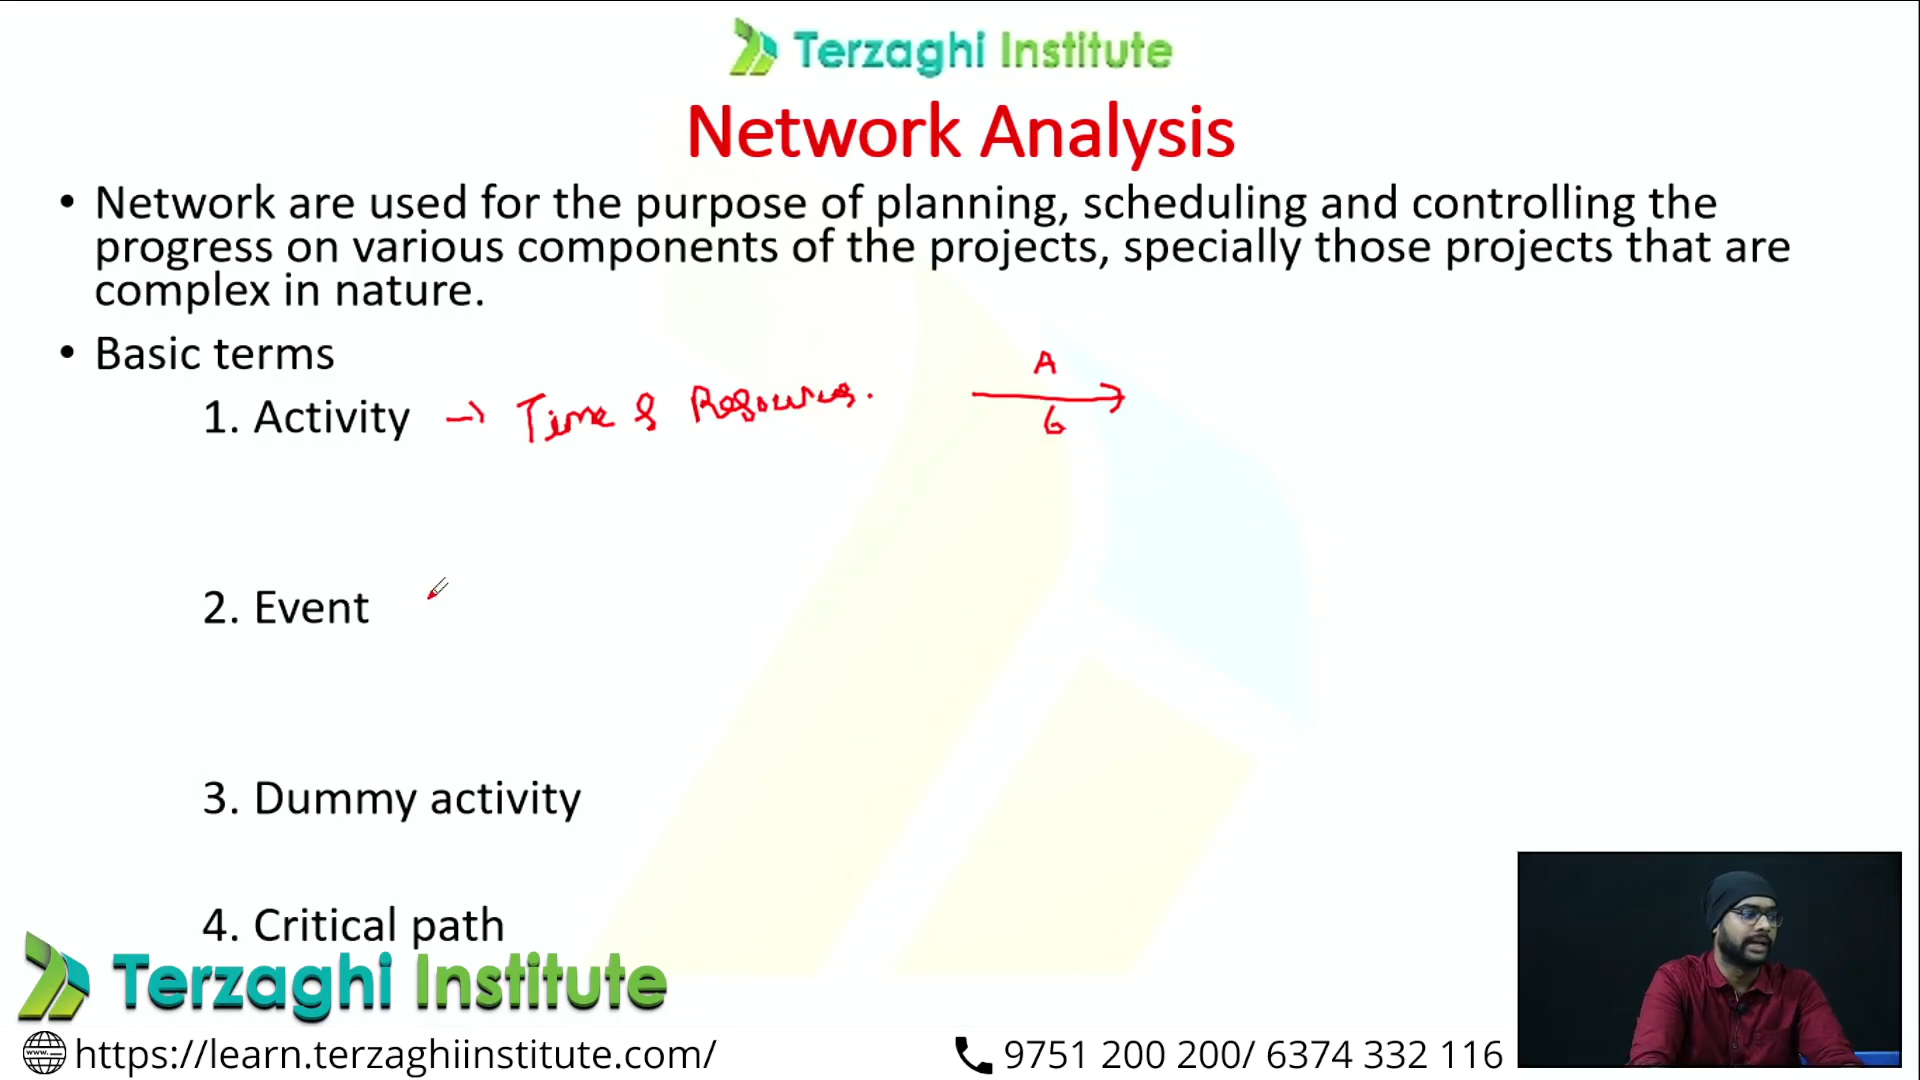 Terzaghi Institute
Network Analysis
• Network are used for the purpose of planning, scheduling and controlling the
progress on various components of the projects, specially those projects that are
complex in nature.
• Basic terms
A
1. Activity → Time & Resources.
6
2. Event
3. Dummy activity
4. Critical path
Terzaghi Institute
www. https://learn.terzaghiinstitute.com/ 9751 200 200/ 6374 332 116